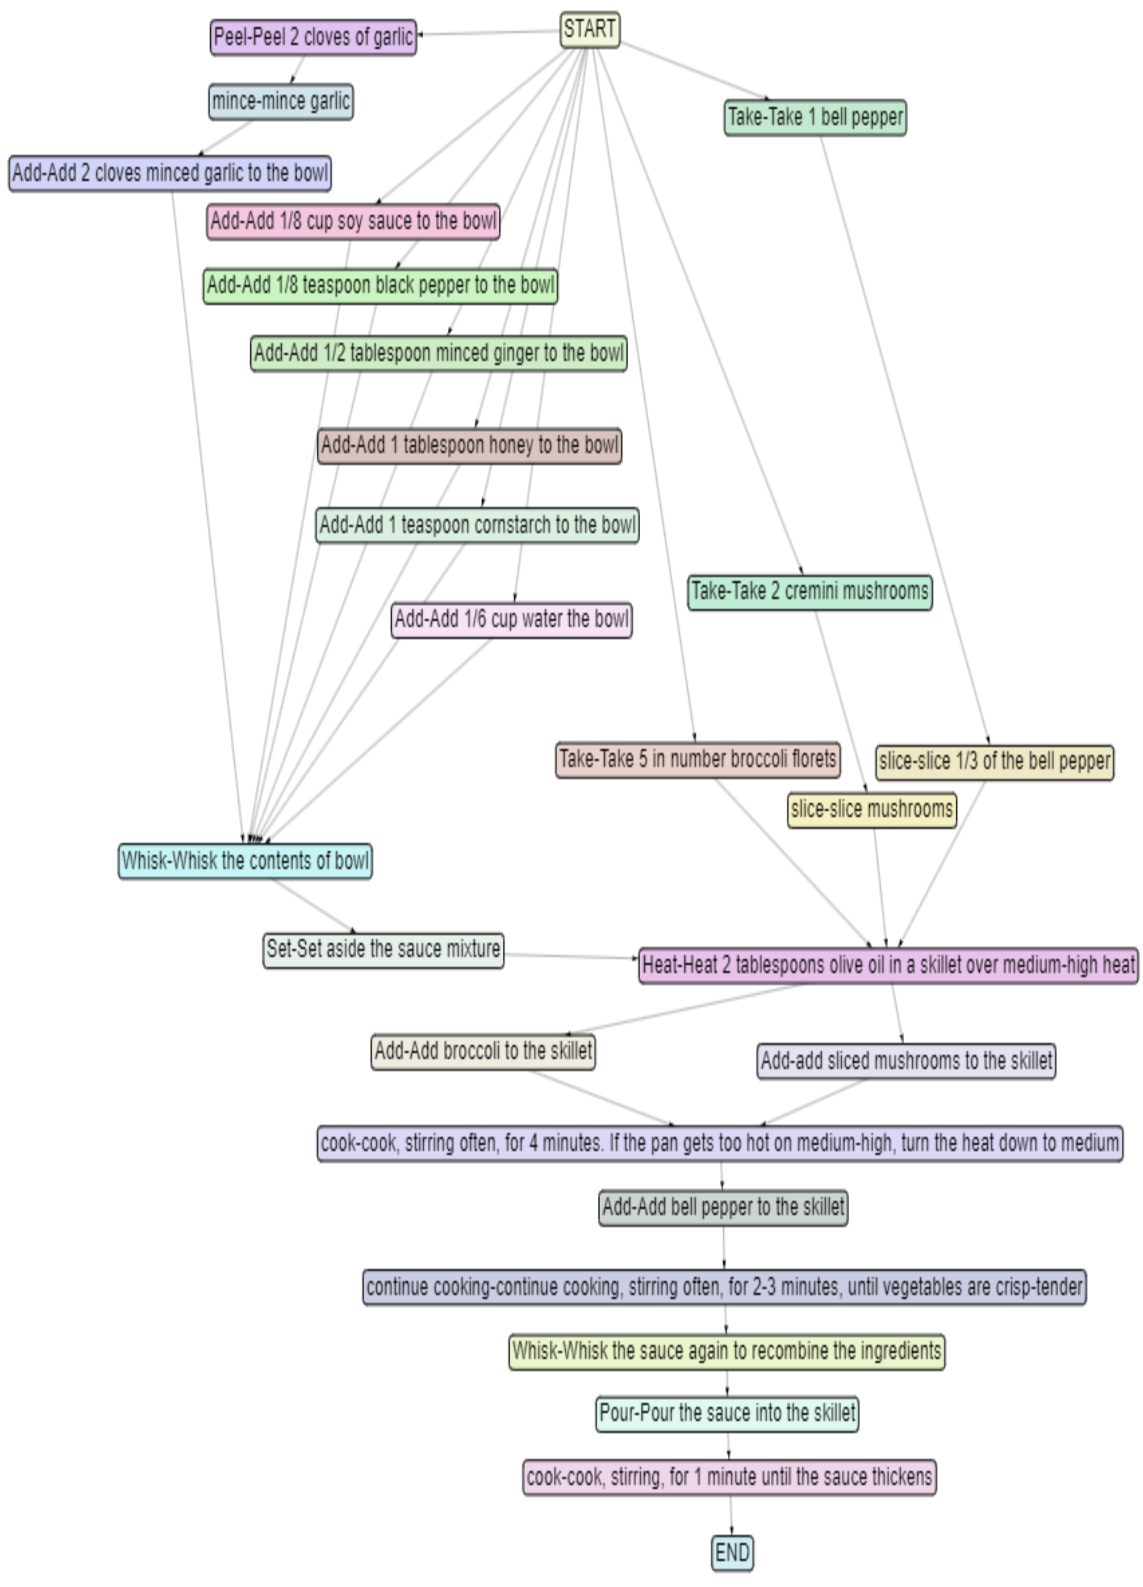 START
Peel-Peel 2 cloves of garlic
mince-mince garlic
Take-Take 1 bell pepper
Add-Add 2 cloves minced garlic to the bowl
Add-Add 1/8 cup soy sauce to the bowl
Add-Add 1/8 teaspoon black pepper to the bowl
Add-Add 1/2 tablespoon minced ginger to the bowl
Add-Add 1 tablespoon honey to the bowl
Add-Add 1 teaspoon cornstarch to the bowl
Take-Take 2 cremini mushrooms
Add-Add 1/6 cup water the bowl
Take-Take 5 in number broccoli florets
slice-slice 1/3 of the bell pepper
slice-slice mushrooms
Whisk-Whisk the contents of bowl
Set-Set aside the sauce mixture
Heat-Heat 2 tablespoons olive oil in a skillet over medium-high heat
Add-Add broccoli to the skillet
Add-add sliced mushrooms to the skillet
cook-cook, stirring often, for 4 minutes. If the pan gets too hot on medium-high, turn the heat down to medium
Add-Add bell pepper to the skillet
continue cooking-continue cooking, stirring often, for 2-3 minutes, until vegetables are crisp-tender
Whisk-Whisk the sauce again to recombine the ingredients
Pour-Pour the sauce into the skillet
cook-cook, stirring, for 1 minute until the sauce thickens
END